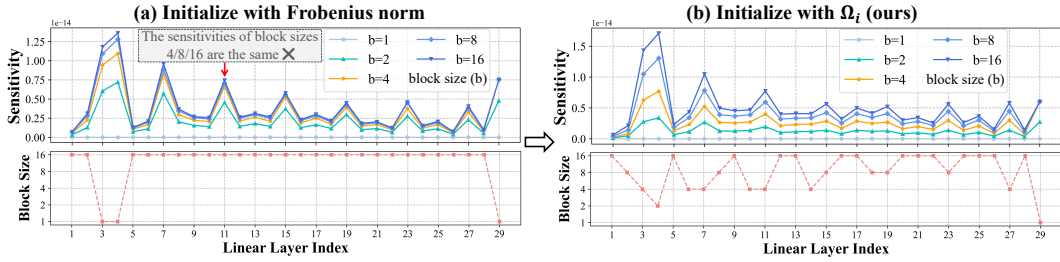 (a) Initialize with Frobenius norm
1e−14
Sensitivity
1.25
1.00
0.75
0.50
0.25
0.00
The sensitivities of block sizes
4/8/16 are the same ✕
b=1
b=2
b=4
b=8
b=16
block size (b)
Block Size
16
8
4
2
1
1 3 5 7 9 11 13 15 17 19 21 23 25 27 29
Linear Layer Index
(b) Initialize with Ωi (ours)
1e−14
Sensitivity
1.5
1.0
0.5
0.0
b=1
b=2
b=4
b=8
b=16
block size (b)
Block Size
16
8
4
2
1
1 3 5 7 9 11 13 15 17 19 21 23 25 27 29
Linear Layer Index